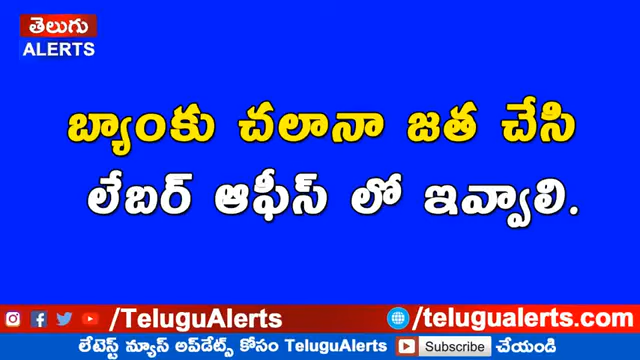 తెలుగు
ALERTS
బ్యాంకు చలానా జత చేసి
లేబర్ ఆఫీస్ లో ఇవ్వాలి.
/TeluguAlerts
/telugualerts.com
లేటెస్ట్ న్యూస్ అప్‌డేట్స్ కోసం TeluguAlerts Subscribe చేయండి